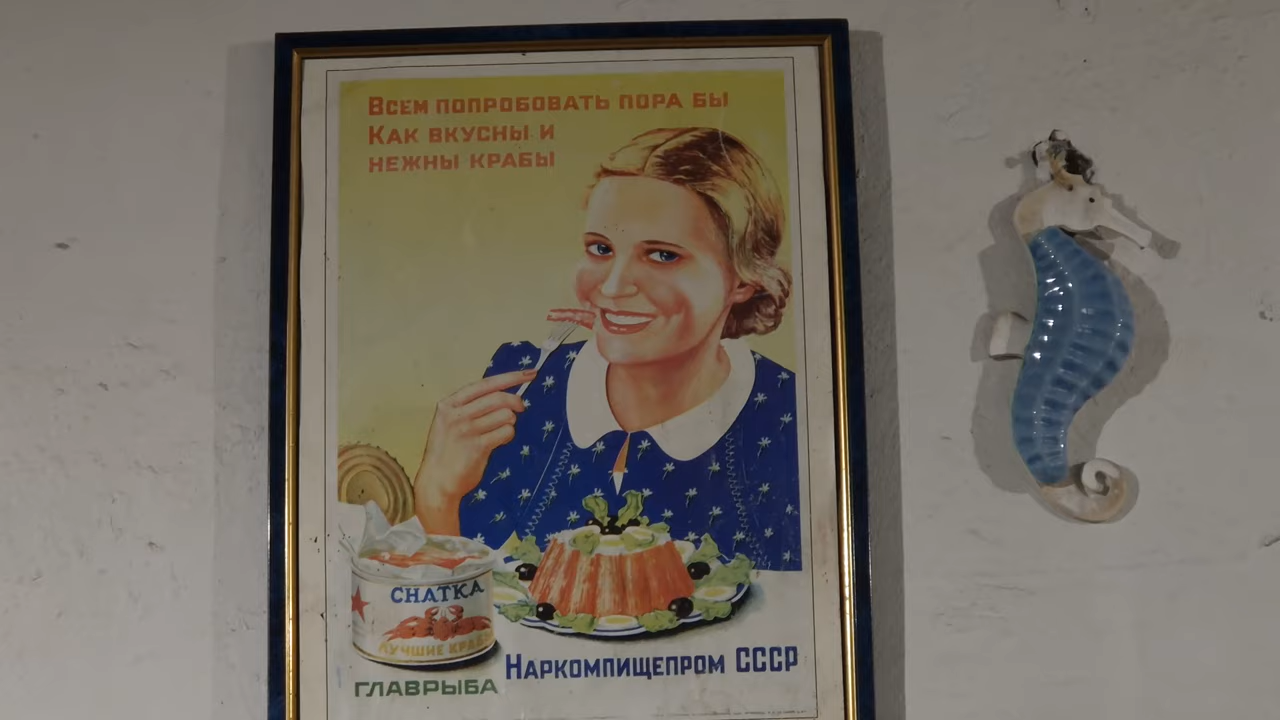 Всем попробовать пора бы
Как вкусны и
нежны крабы
СНАТКА
ЛУЧШИЕ КРАБЫ
ГЛАВРЫБА
Наркомпищепром СССР